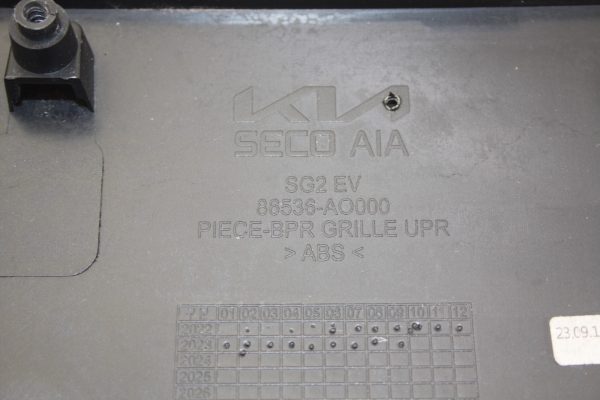 KIA
SECO AIA
SG2 EV
86536-AO000
PIECE-BPR GRILLE UPR
> ABS <
Y M 01 02 03 04 05 06 07 08 09 10 11 12
2022
2023
2024
2025
2026
23.09.1